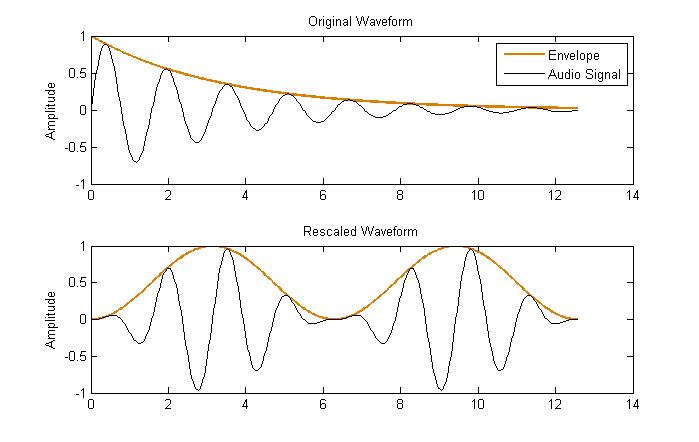 Original Waveform
1
0.5
0
-0.5
-1
Amplitude
Envelope
Audio Signal
0 2 4 6 8 10 12 14
Rescaled Waveform
1
0.5
0
-0.5
-1
Amplitude
0 2 4 6 8 10 12 14